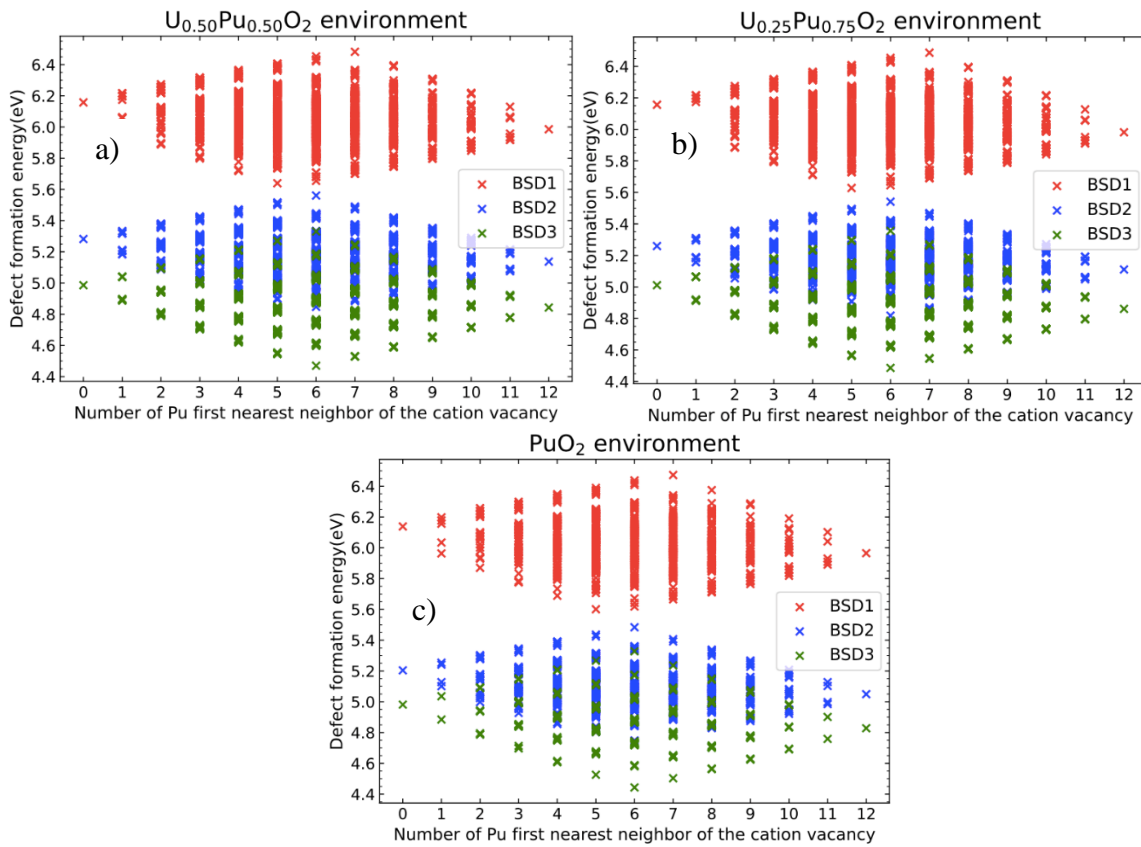 U₀.₅₀Pu₀.₅₀O₂ environment
Defect formation energy(eV)
6.4
6.2
6.0
5.8
5.6
5.4
5.2
5.0
4.8
4.6
4.4
a)
BSD1
BSD2
BSD3
0 1 2 3 4 5 6 7 8 9 10 11 12
Number of Pu first nearest neighbor of the cation vacancy
U₀.₂₅Pu₀.₇₅O₂ environment
Defect formation energy(eV)
6.4
6.2
6.0
5.8
5.6
5.4
5.2
5.0
4.8
4.6
4.4
b)
BSD1
BSD2
BSD3
0 1 2 3 4 5 6 7 8 9 10 11 12
Number of Pu first nearest neighbor of the cation vacancy
PuO₂ environment
Defect formation energy(eV)
6.4
6.2
6.0
5.8
5.6
5.4
5.2
5.0
4.8
4.6
4.4
c)
BSD1
BSD2
BSD3
0 1 2 3 4 5 6 7 8 9 10 11 12
Number of Pu first nearest neighbor of the cation vacancy